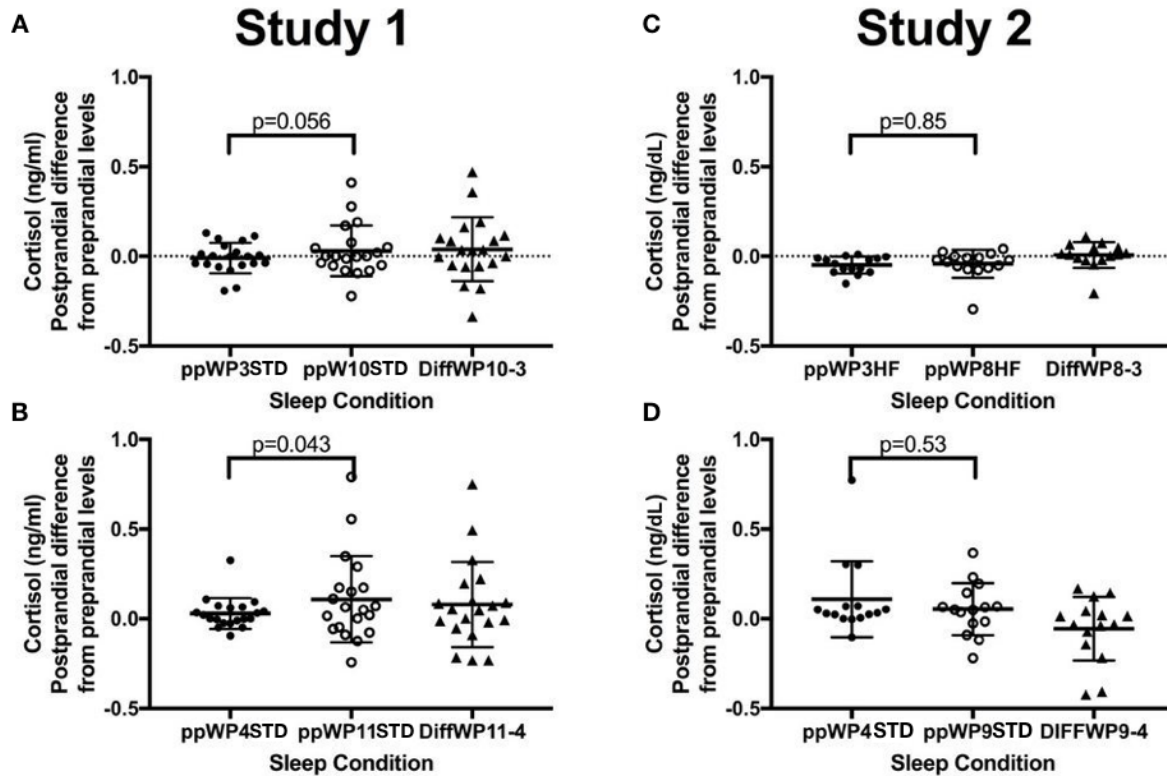 A
Study 1
Cortisol (ng/ml)
Postprandial difference
from preprandial levels
1.0
0.5
0.0
-0.5
p=0.056
ppWP3STD
ppW10STD
DiffWP10-3
Sleep Condition
B
Cortisol (ng/ml)
Postprandial difference
from preprandial levels
1.0
0.5
0.0
-0.5
p=0.043
ppWP4STD
ppWP11STD
DiffWP11-4
Sleep Condition
C
Study 2
Cortisol (ng/dL)
Postprandial difference
from preprandial levels
1.0
0.5
0.0
-0.5
p=0.85
ppWP3HF
ppWP8HF
DiffWP8-3
Sleep Condition
D
Cortisol (ng/dL)
Postprandial difference
from preprandial levels
1.0
0.5
0.0
-0.5
p=0.53
ppWP4STD
ppWP9STD
DIFFWP9-4
Sleep Condition